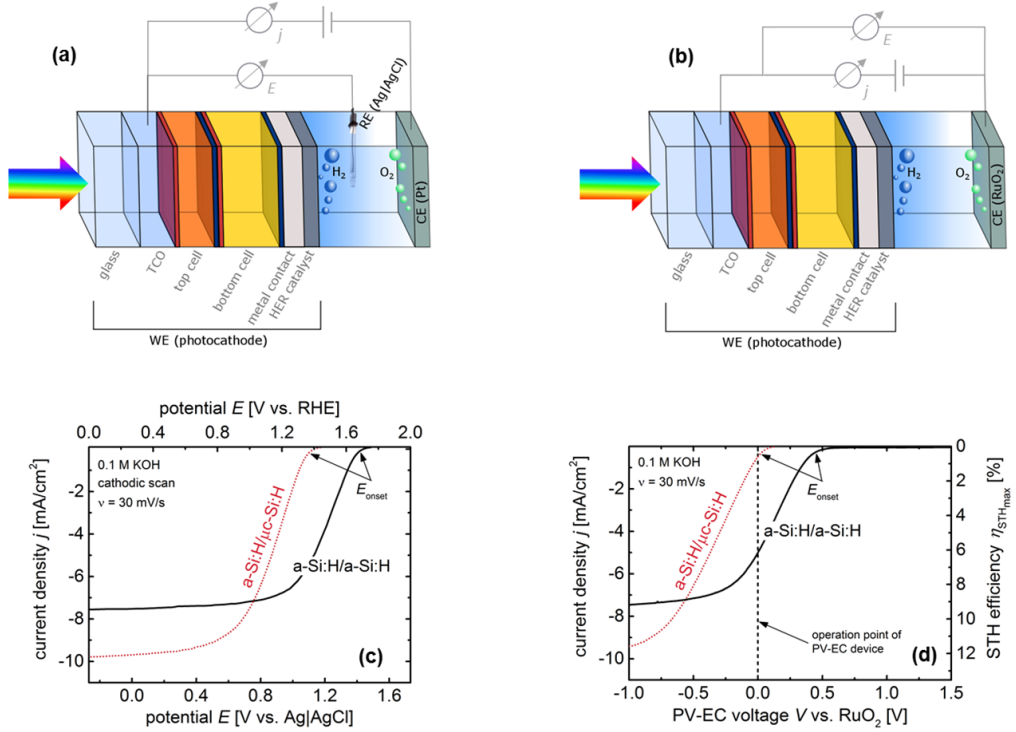 (a)
j
E
RE (Ag|AgCl)
H2
O2
CE (Pt)
glass
TCO
top cell
bottom cell
metal contact
HER catalyst
WE (photocathode)
(b)
E
j
H2
O2
CE (RuO2)
glass
TCO
top cell
bottom cell
metal contact
HER catalyst
WE (photocathode)
potential E [V vs. RHE]
0.0 0.4 0.8 1.2 1.6 2.0
0.1 M KOH
cathodic scan
ν = 30 mV/s
Eonset
a-Si:H/μc-Si:H
a-Si:H/a-Si:H
current density j [mA/cm²]
-2
-4
-6
-8
-10
(c)
0.0 0.4 0.8 1.2 1.6
potential E [V vs. Ag|AgCl]
0.1 M KOH
ν = 30 mV/s
Eonset
a-Si:H/μc-Si:H
a-Si:H/a-Si:H
operation point of
PV-EC device
(d)
current density j [mA/cm²]
-2
-4
-6
-8
-10
0
2
4
6
8
10
12
STH efficiency ηSTHmax [%]
-1.0 -0.5 0.0 0.5 1.0 1.5
PV-EC voltage V vs. RuO2 [V]